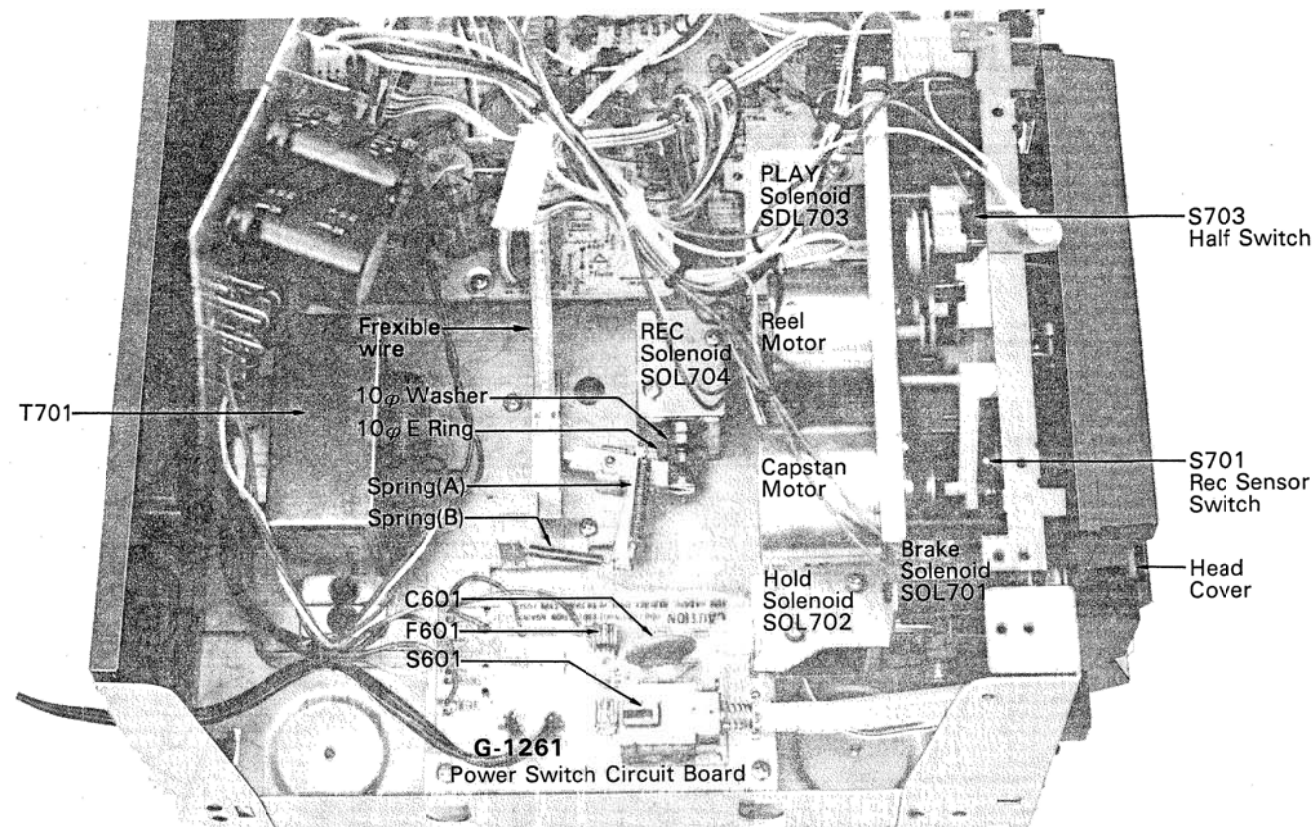 PLAY
Solenoid
SDL703
S703
Half Switch
Frexible
wire
REC
Solenoid
SOL704
Reel
Motor
T701
10φ Washer
10φ E Ring
Spring(A)
Spring(B)
Capstan
Motor
S701
Rec Sensor
Switch
Brake
Solenoid
SOL701
Hold
Solenoid
SOL702
Head
Cover
C601
CAUTION
F601
S601
G-1261
Power Switch Circuit Board